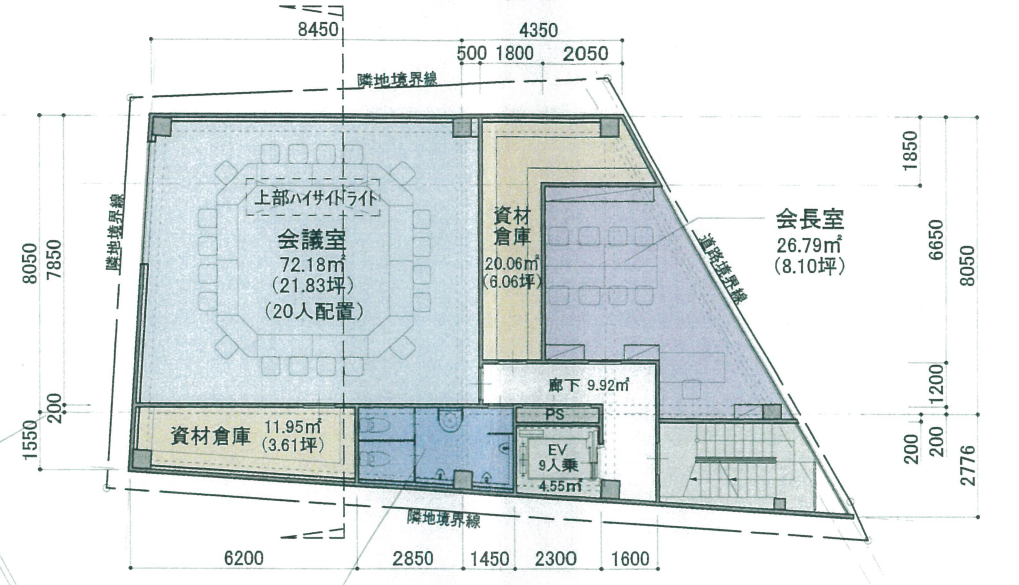 8450
4350
500 1800 2050
隣地境界線
隣地境界線
上部ハイサイドライト
会議室
72.18㎡
(21.83坪)
(20人配置)
資材
倉庫
20.06㎡
(6.06坪)
会長室
26.79㎡
(8.10坪)
道路境界線
廊下 9.92㎡
PS
EV
9人乗
4.55㎡
資材倉庫
11.95㎡
(3.61坪)
隣地境界線
8050
7850
200
1550
1850
6650
8050
1200
200
200
2776
6200
2850
1450
2300
1600